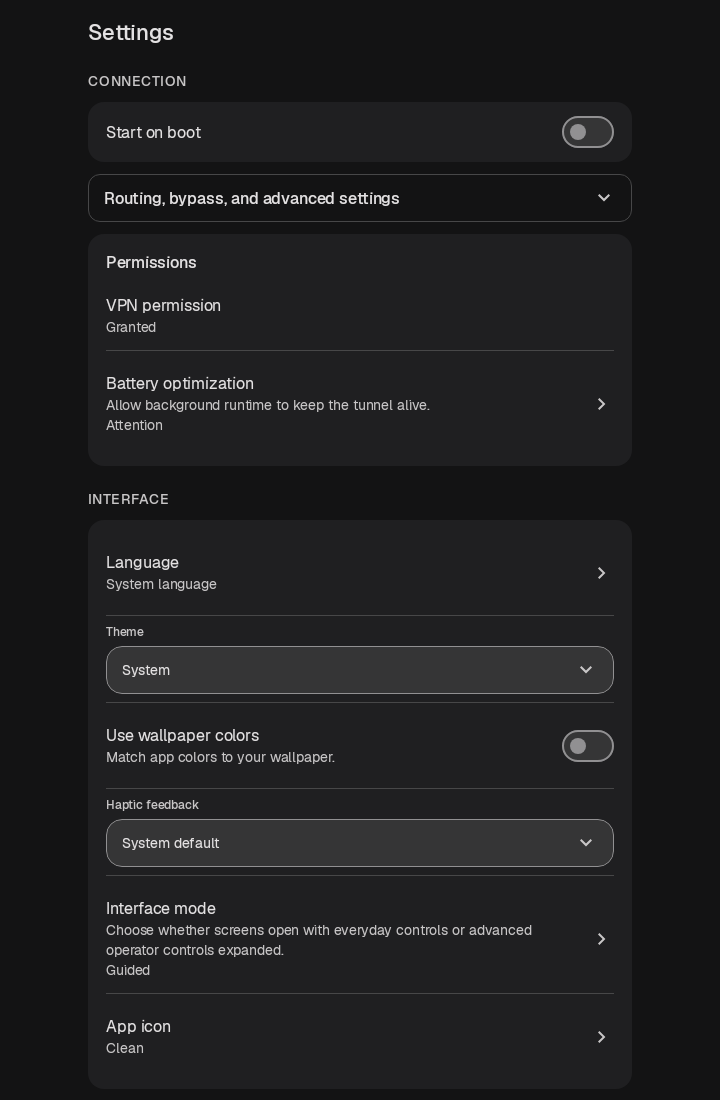 Settings
CONNECTION
Start on boot
Routing, bypass, and advanced settings
Permissions
VPN permission
Granted
Battery optimization
Allow background runtime to keep the tunnel alive.
Attention
INTERFACE
Language
System language
Theme
System
Use wallpaper colors
Match app colors to your wallpaper.
Haptic feedback
System default
Interface mode
Choose whether screens open with everyday controls or advanced
operator controls expanded.
Guided
App icon
Clean